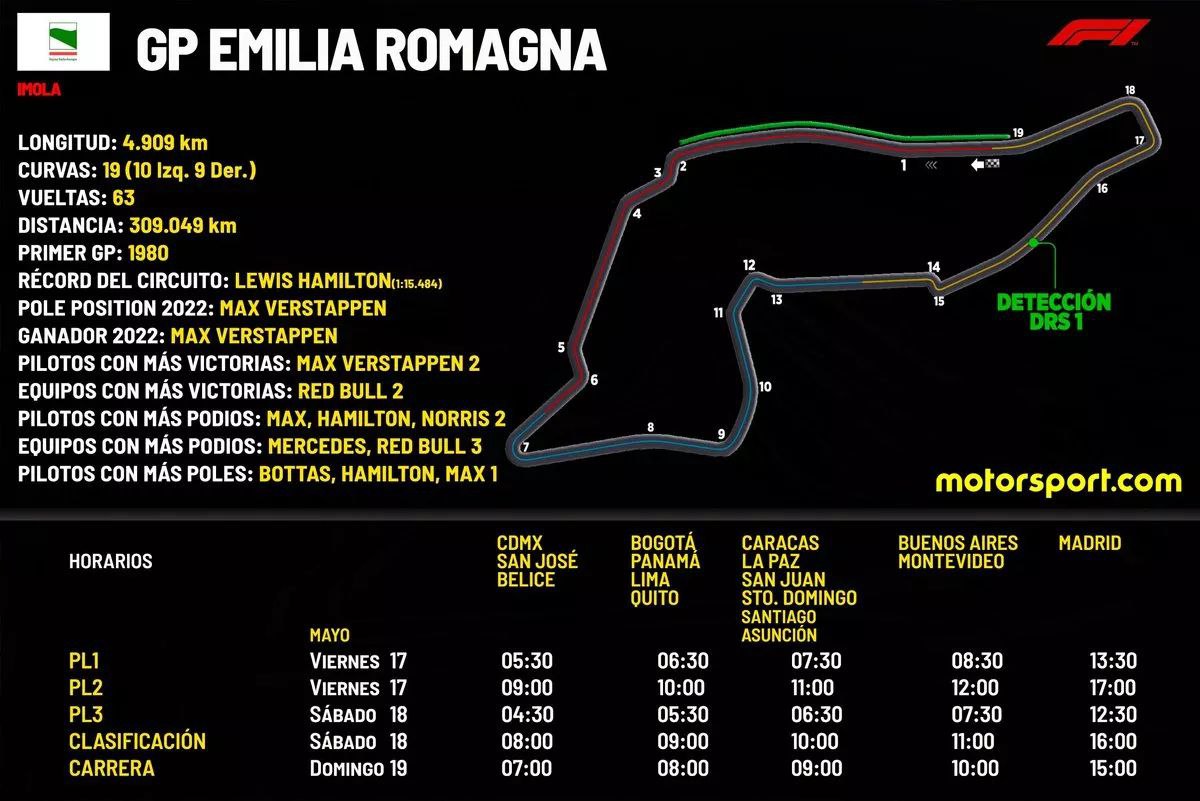 GP EMILIA ROMAGNA
F1
IMOLA
LONGITUD: 4.909 km
CURVAS: 19 (10 Izq. 9 Der.)
VUELTAS: 63
DISTANCIA: 309.049 km
PRIMER GP: 1980
RÉCORD DEL CIRCUITO: LEWIS HAMILTON(1:15.484)
POLE POSITION 2022: MAX VERSTAPPEN
GANADOR 2022: MAX VERSTAPPEN
PILOTOS CON MÁS VICTORIAS: MAX VERSTAPPEN 2
EQUIPOS CON MÁS VICTORIAS: RED BULL 2
PILOTOS CON MÁS PODIOS: MAX, HAMILTON, NORRIS 2
EQUIPOS CON MÁS PODIOS: MERCEDES, RED BULL 3
PILOTOS CON MÁS POLES: BOTTAS, HAMILTON, MAX 1
1
2
3
4
5
6
7
8
9
10
11
12
13
14
15
16
17
18
19
DETECCIÓN
DRS 1
motorsport.com
HORARIOS
CDMX
SAN JOSÉ
BELICE
BOGOTÁ
PANAMÁ
LIMA
QUITO
CARACAS
LA PAZ
SAN JUAN
STO. DOMINGO
SANTIAGO
ASUNCIÓN
BUENOS AIRES
MONTEVIDEO
MADRID
MAYO
PL1 VIERNES 17 05:30 06:30 07:30 08:30 13:30
PL2 VIERNES 17 09:00 10:00 11:00 12:00 17:00
PL3 SÁBADO 18 04:30 05:30 06:30 07:30 12:30
CLASIFICACIÓN SÁBADO 18 08:00 09:00 10:00 11:00 16:00
CARRERA DOMINGO 19 07:00 08:00 09:00 10:00 15:00